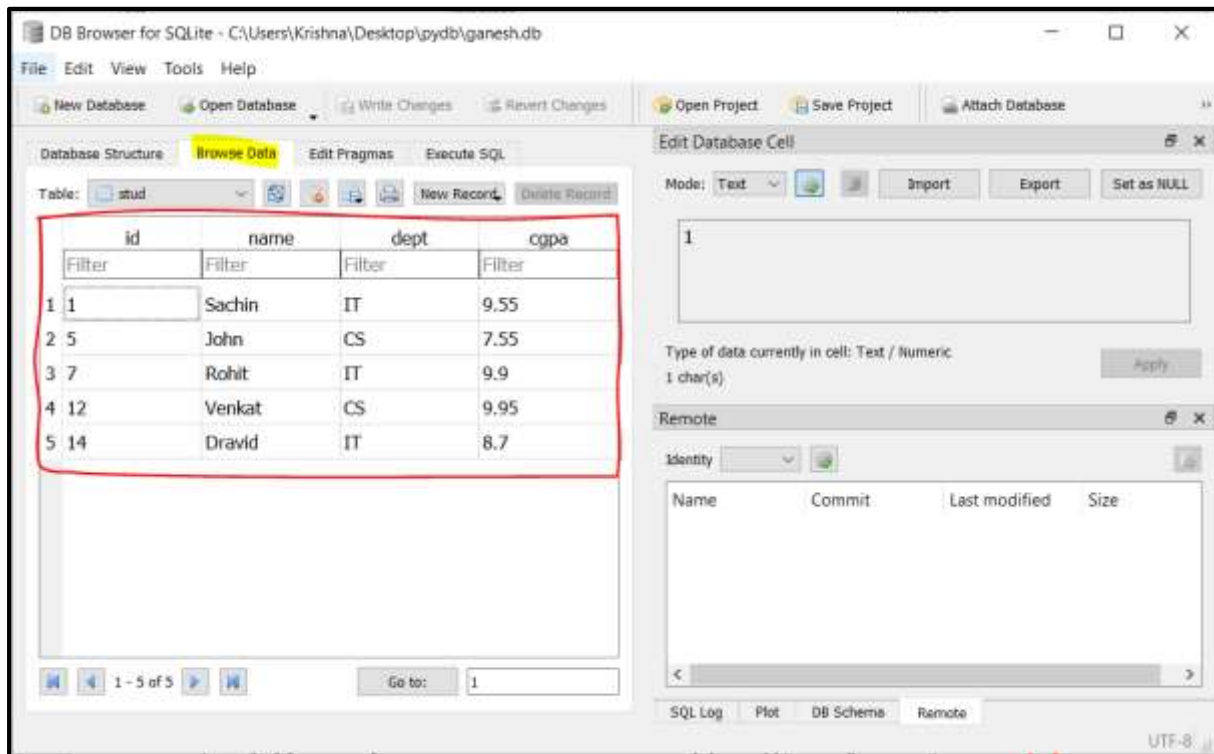 DB Browser for SQLite - C:\Users\Krishna\Desktop\pydb\ganesh.db
File Edit View Tools Help
New Database Open Database Write Changes Revert Changes Open Project Save Project Attach Database
Database Structure Browse Data Edit Pragmas Execute SQL
Table: stud New Record Delete Record
id name dept cgpa
Filter Filter Filter Filter
1 1 Sachin IT 9.55
2 5 John CS 7.55
3 7 Rohit IT 9.9
4 12 Venkat CS 9.95
5 14 Dravid IT 8.7
1 - 5 of 5 Go to: 1
Edit Database Cell
Mode: Text Import Export Set as NULL
1
Type of data currently in cell: Text / Numeric
1 char(s)
Apply
Remote
Identity
Name Commit Last modified Size
SQL Log Plot DB Schema Remote
UTF-8